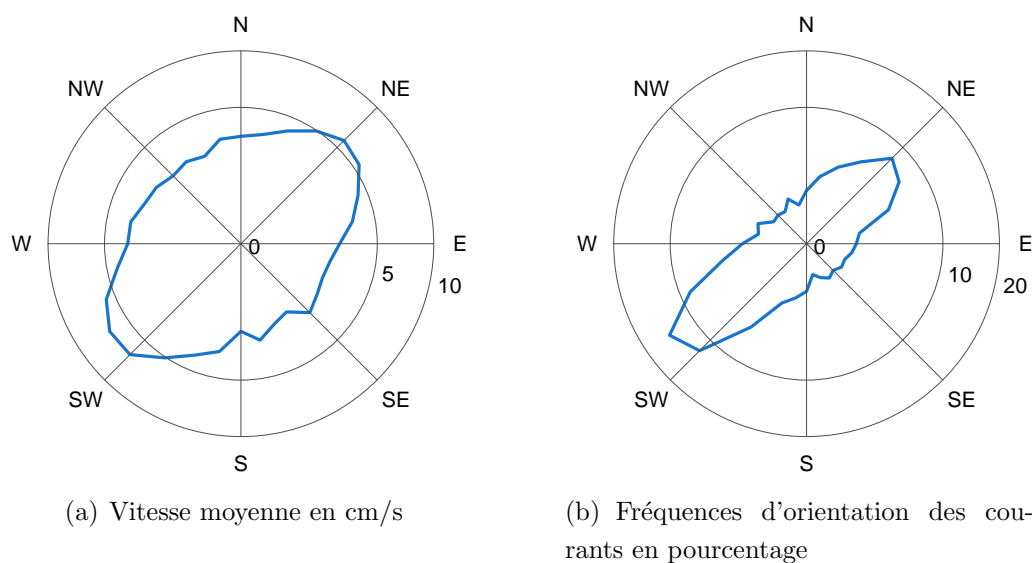 N
NW
NE
W
0
E
5
10
SW
SE
S
(a) Vitesse moyenne en cm/s
N
NW
NE
W
0
E
10
20
SW
SE
S
(b) Fréquences d'orientation des cou-
rants en pourcentage